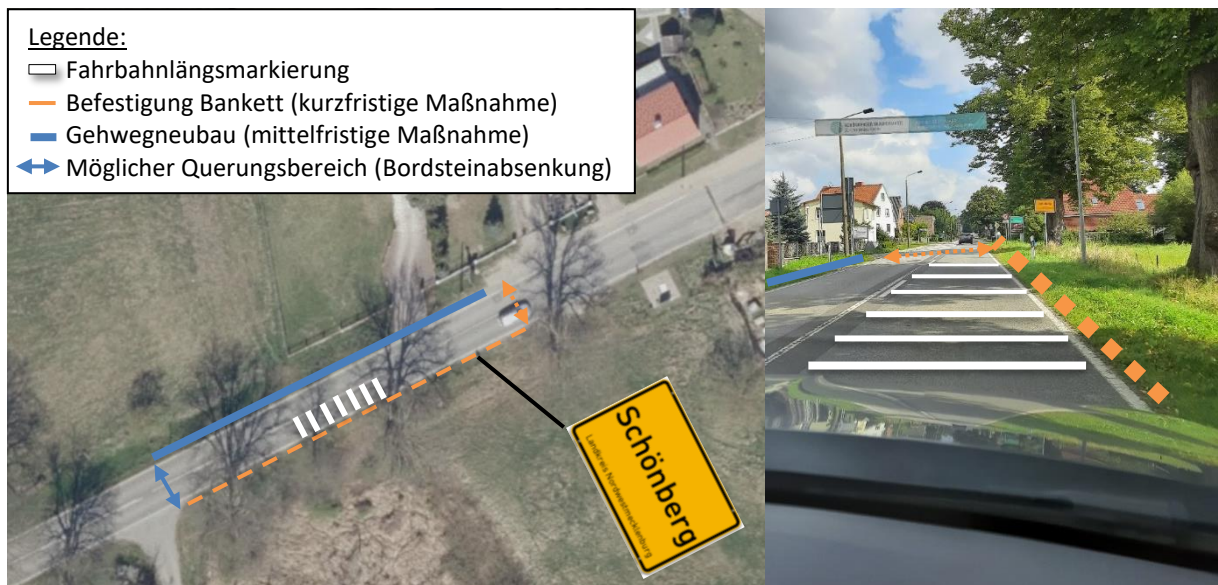 Legende:
Fahrbahnlängsmarkierung
Befestigung Bankett (kurzfristige Maßnahme)
Gehwegneubau (mittelfristige Maßnahme)
Möglicher Querungsbereich (Bordsteinabsenkung)
Schönberg
Landkreis Nordwestmecklenburg